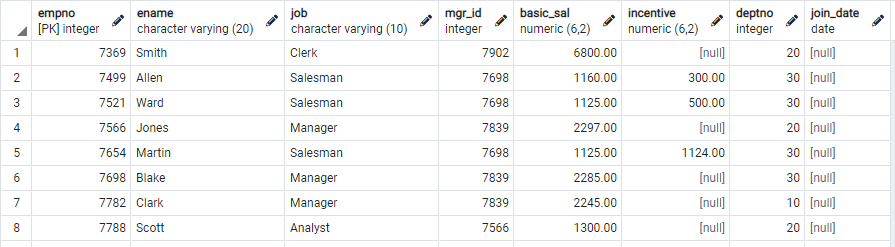 empno ename job mgr_id basic_sal incentive deptno join_date
[PK] integer character varying (20) character varying (10) integer numeric (6,2) numeric (6,2) integer date
1 7369 Smith Clerk 7902 6800.00 [null] 20 [null]
2 7499 Allen Salesman 7698 1160.00 300.00 30 [null]
3 7521 Ward Salesman 7698 1125.00 500.00 30 [null]
4 7566 Jones Manager 7839 2297.00 [null] 20 [null]
5 7654 Martin Salesman 7698 1125.00 1124.00 30 [null]
6 7698 Blake Manager 7839 2285.00 [null] 30 [null]
7 7782 Clark Manager 7839 2245.00 [null] 10 [null]
8 7788 Scott Analyst 7566 1300.00 [null] 20 [null]